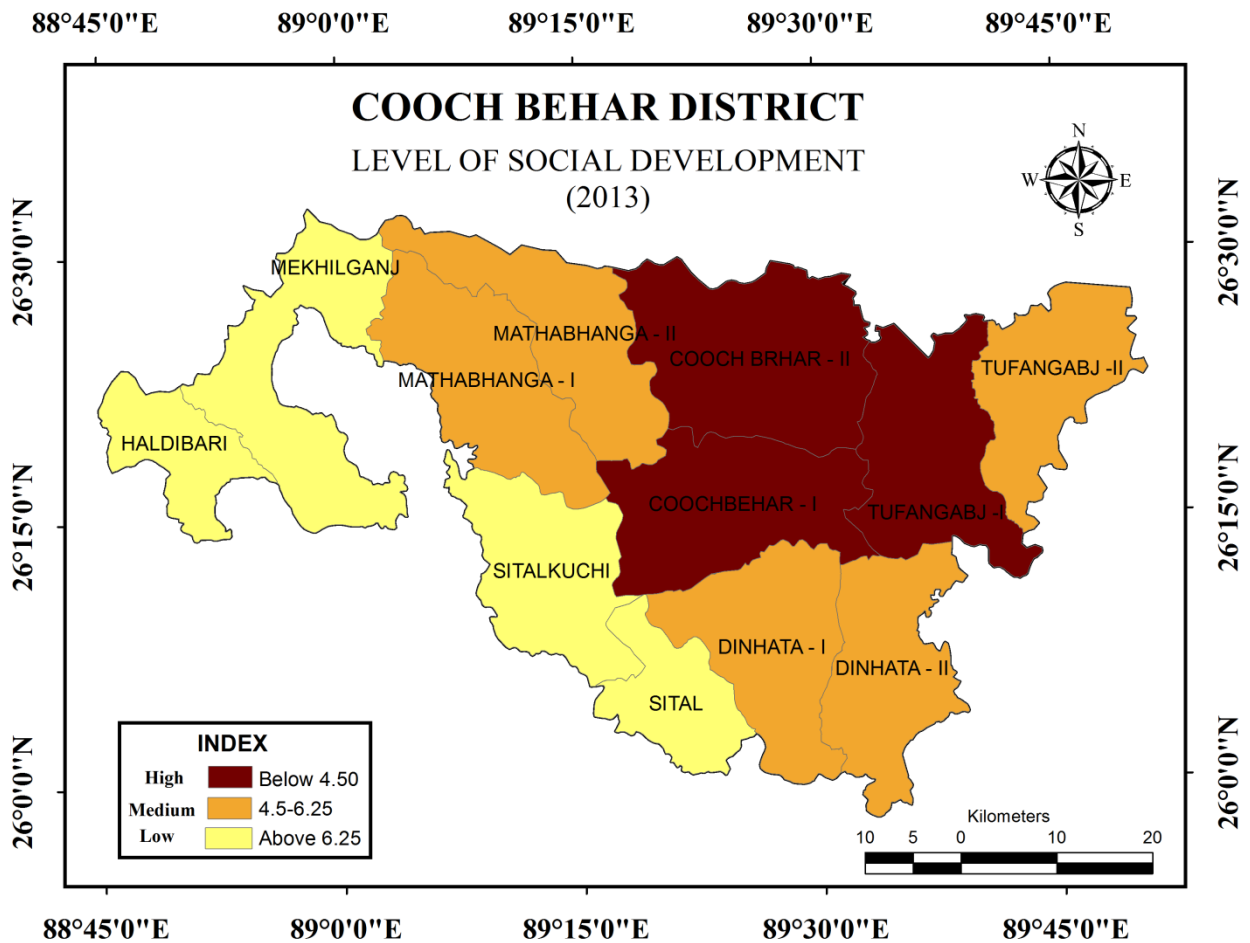 88°45'0"E 89°0'0"E 89°15'0"E 89°30'0"E 89°45'0"E
COOCH BEHAR DISTRICT
LEVEL OF SOCIAL DEVELOPMENT
(2013)
N
W E
S
26°30'0"N
26°30'0"N
MEKHILGANJ
MATHABHANGA - II
COOCH BRHAR - II
TUFANGABJ -II
MATHABHANGA - I
HALDIBARI
COOCHBEHAR - I
TUFANGABJ -I
26°15'0"N
26°15'0"N
SITALKUCHI
DINHATA - I
DINHATA - II
SITAL
INDEX
High Below 4.50
Medium 4.5-6.25
Low Above 6.25
26°0'0"N
26°0'0"N
Kilometers
10 5 0 10 20
88°45'0"E 89°0'0"E 89°15'0"E 89°30'0"E 89°45'0"E